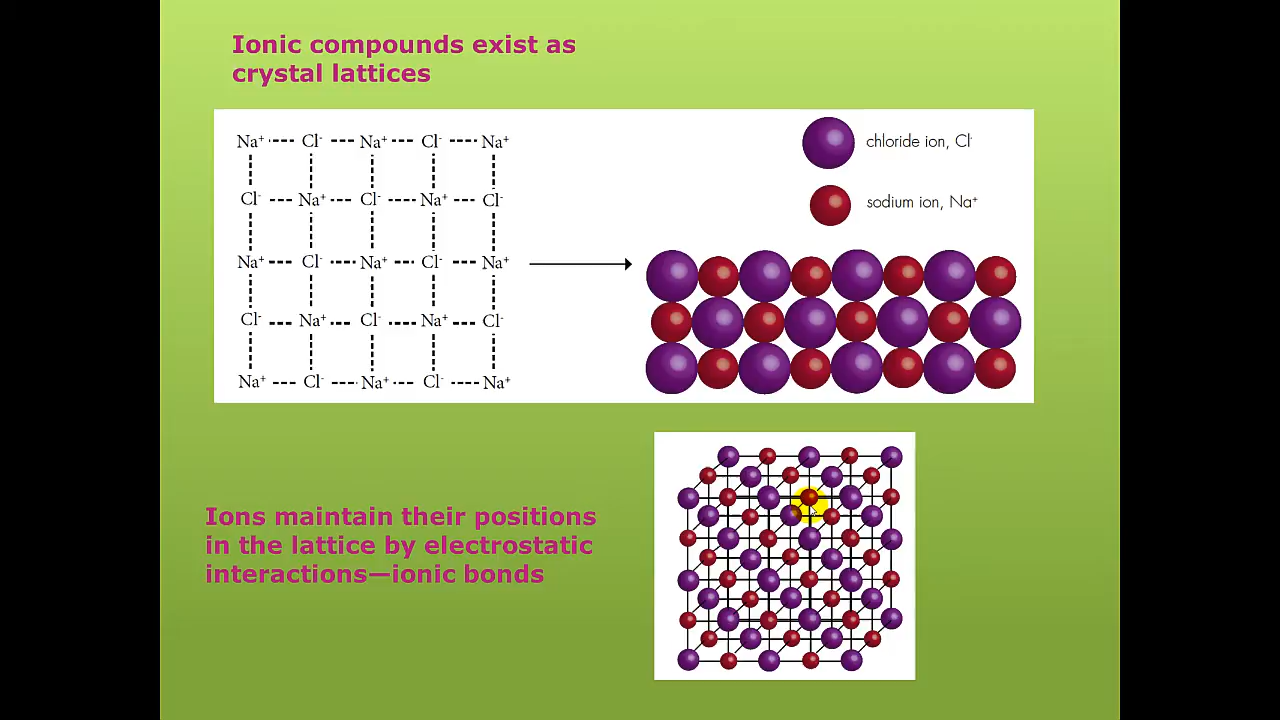 Ionic compounds exist as
crystal lattices
Na⁺ Cl⁻ Na⁺ Cl⁻ Na⁺
Cl⁻ Na⁺ Cl⁻ Na⁺ Cl⁻
Na⁺ Cl⁻ Na⁺ Cl⁻ Na⁺
Cl⁻ Na⁺ Cl⁻ Na⁺ Cl⁻
Na⁺ Cl⁻ Na⁺ Cl⁻ Na⁺
chloride ion, Cl⁻
sodium ion, Na⁺
Ions maintain their positions
in the lattice by electrostatic
interactions—ionic bonds